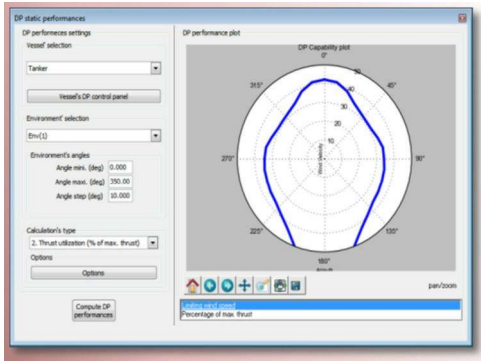 DP static performances
DP performeces settings
Vessel' selection
Tanker
Vessel's DP control panel
Environment' selection
Env(1)
Environment's angles
Angle mini. (deg) 0.000
Angle maxi. (deg) 350.00
Angle step (deg) 10.000
Calculation's type
2. Thrust utilization (% of max. thrust)
Options
Options
Compute DP
performances
DP performance plot
DP Capability plot
0°
315° 50 45°
40
30
20
10
270° 90°
Wind Velocity
225° 135°
180°
pan/zoom
Limiting wind speed
Percentage of max. thrust